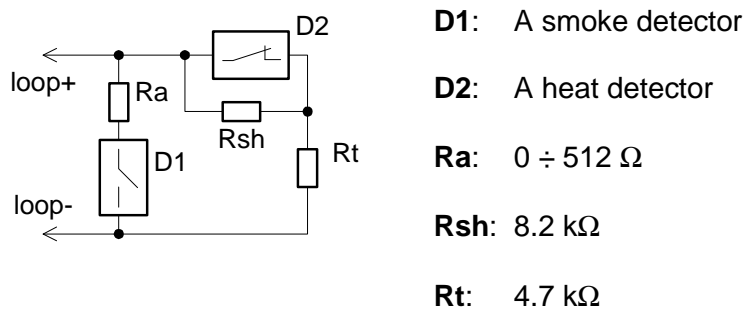 D2
loop+
Ra
Rsh
Rt
D1
loop-
D1: A smoke detector
D2: A heat detector
Ra: 0 ÷ 512 Ω
Rsh: 8.2 kΩ
Rt: 4.7 kΩ